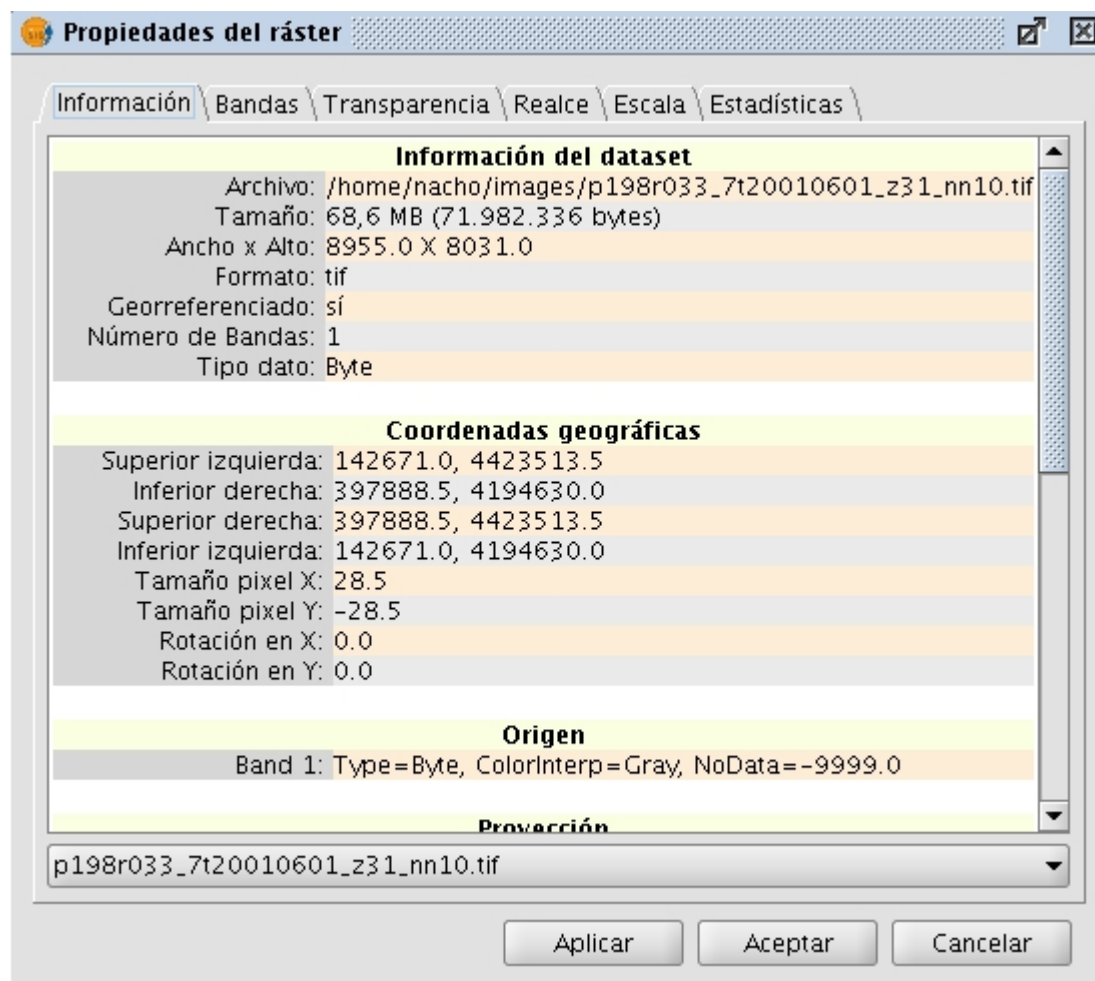 Propiedades del ráster
Información Bandas Transparencia Realce Escala Estadísticas
Información del dataset
Archivo: /home/nacho/images/p198r033_7t20010601_z31_nn10.tif
Tamaño: 68,6 MB (71.982.336 bytes)
Ancho x Alto: 8955.0 X 8031.0
Formato: tif
Georreferenciado: sí
Número de Bandas: 1
Tipo dato: Byte
Coordenadas geográficas
Superior izquierda: 142671.0, 4423513.5
Inferior derecha: 397888.5, 4194630.0
Superior derecha: 397888.5, 4423513.5
Inferior izquierda: 142671.0, 4194630.0
Tamaño pixel X: 28.5
Tamaño pixel Y: -28.5
Rotación en X: 0.0
Rotación en Y: 0.0
Origen
Band 1: Type=Byte, ColorInterp=Gray, NoData=-9999.0
Proyección
p198r033_7t20010601_z31_nn10.tif
Aplicar Aceptar Cancelar